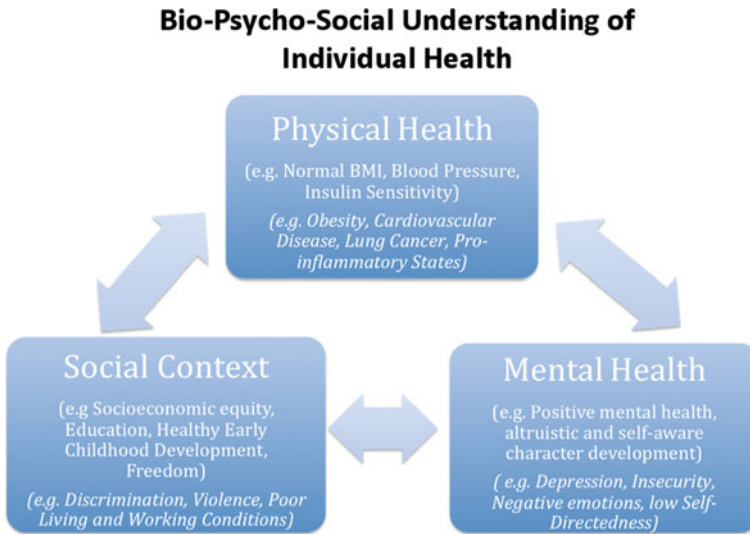 Bio-Psycho-Social Understanding of
Individual Health
Physical Health
(e.g. Normal BMI, Blood Pressure,
Insulin Sensitivity)
(e.g. Obesity, Cardiovascular
Disease, Lung Cancer, Pro-
inflammatory States)
Social Context
(e.g Socioeconomic equity,
Education, Healthy Early
Childhood Development,
Freedom)
(e.g. Discrimination, Violence, Poor
Living and Working Conditions)
Mental Health
(e.g. Positive mental health,
altruistic and self-aware
character development)
( e.g. Depression, Insecurity,
Negative emotions, low Self-
Directedness)